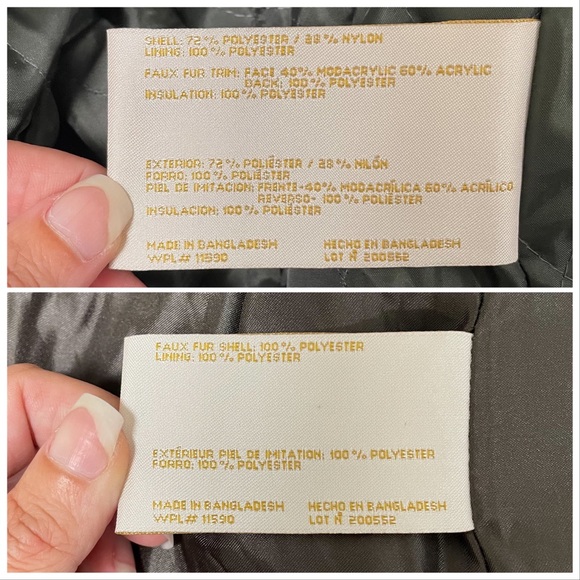 SHELL: 72% POLYESTER / 28% NYLON
LINING: 100% POLYESTER
FAUX FUR TRIM: FACE 40% MODACRYLIC 60% ACRYLIC
BACK: 100% POLYESTER
INSULATION: 100% POLYESTER
EXTERIOR: 72% POLIÉSTER / 28% NILÓN
FORRO: 100% POLIÉSTER
PIEL DE IMITACION: FRENTE-40% MODACRÍLICA 60% ACRÍLICO
REVERSO- 100% POLIÉSTER
INSULACION: 100% POLIÉSTER
MADE IN BANGLADESH HECHO EN BANGLADESH
WPL# 11590 LOT № 200552
FAUX FUR SHELL: 100% POLYESTER
LINING: 100% POLYESTER
EXTÉRIEUR PIEL DE IMITATION: 100% POLYESTER
FORRO: 100% POLYESTER
MADE IN BANGLADESH HECHO EN BANGLADESH
WPL# 11590 LOT № 200552